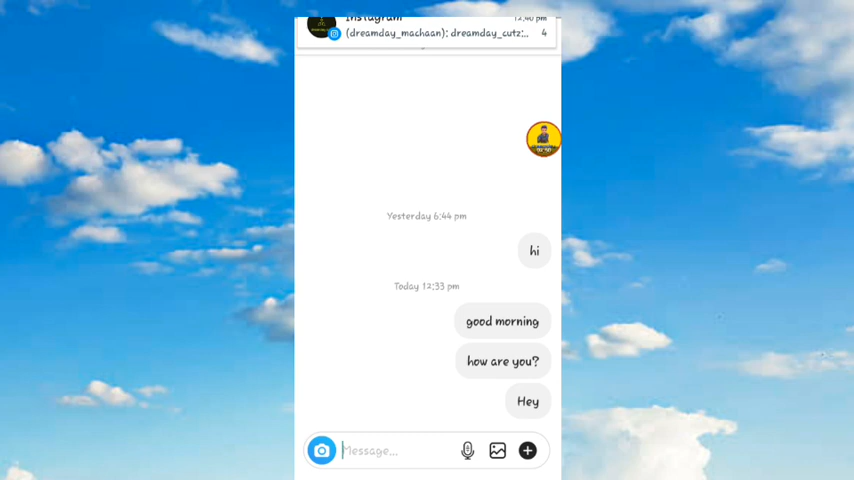 Instagram
12:40 pm
(dreamday_machaan): dreamday_cutz:..
4
Yesterday 6:44 pm
hi
Today 12:33 pm
good morning
how are you?
Hey
Message...